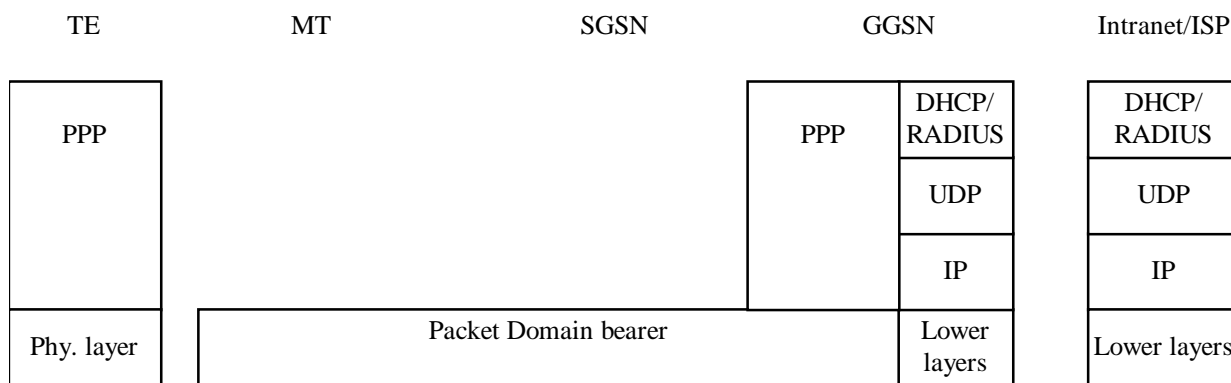 TE MT SGSN GGSN Intranet/ISP
DHCP/ DHCP/
PPP PPP RADIUS RADIUS
UDP UDP
IP IP
Packet Domain bearer Lower
Phy. layer layers Lower layers